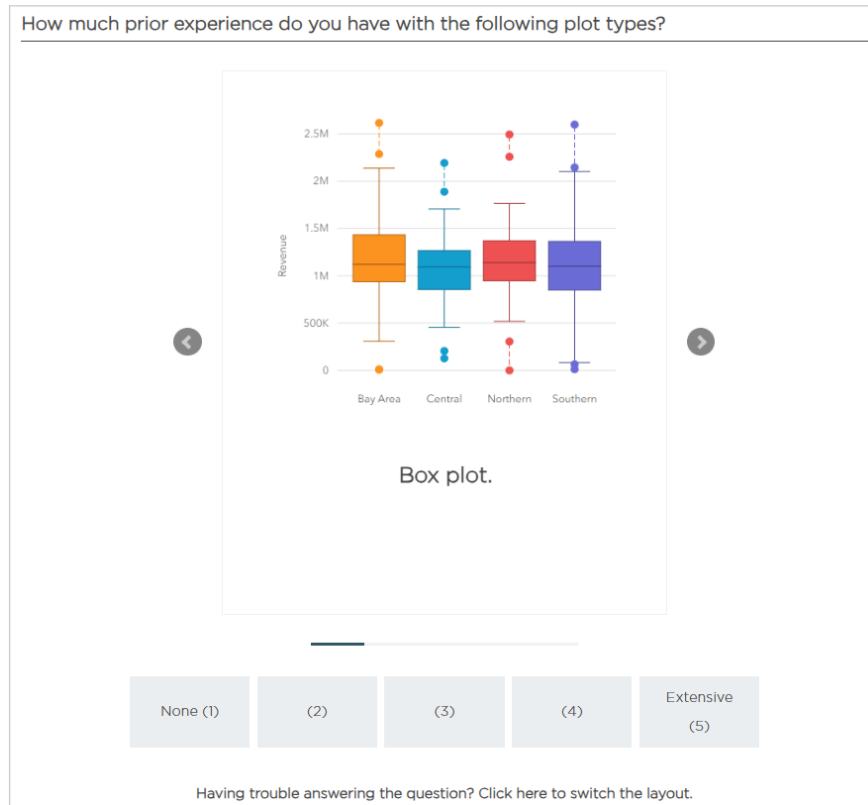 How much prior experience do you have with the following plot types?
2.5M
2M
1.5M
Revenue
1M
500K
0
Bay Area Central Northern Southern
Box plot.
None (1) (2) (3) (4) Extensive (5)
Having trouble answering the question? Click here to switch the layout.